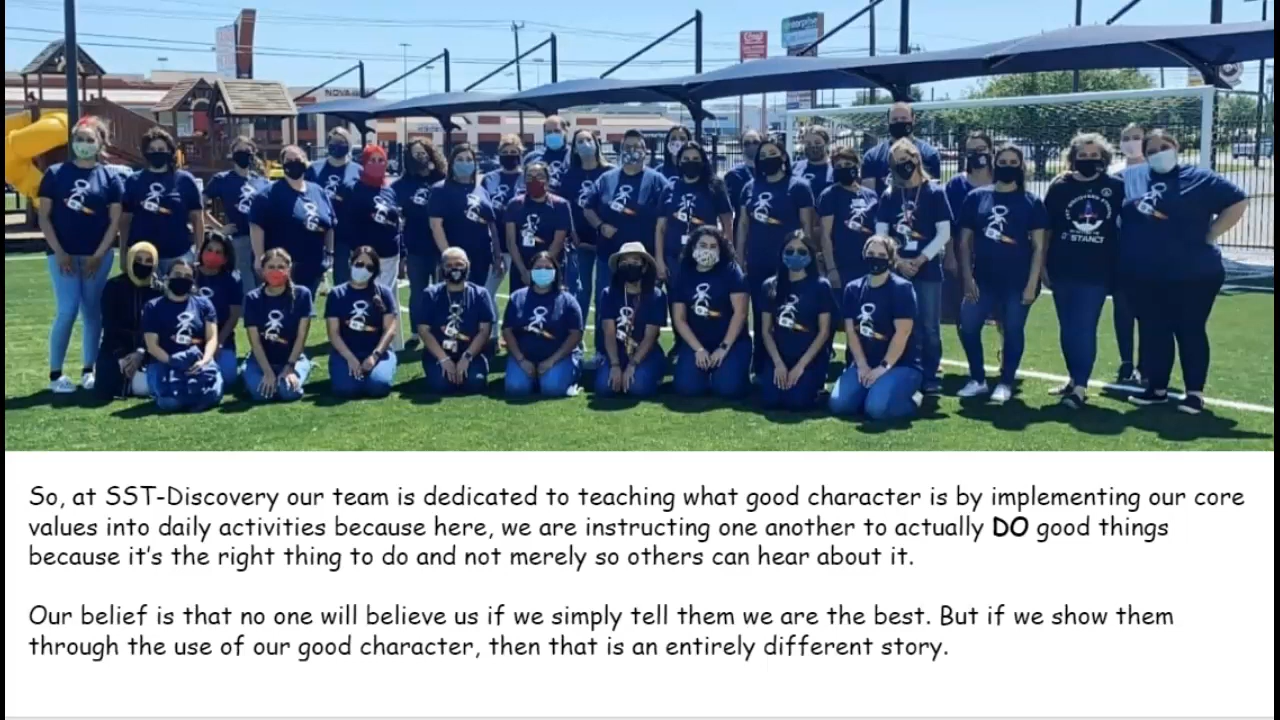 NOVA
enterprise
D*STANCT
So, at SST-Discovery our team is dedicated to teaching what good character is by implementing our core
values into daily activities because here, we are instructing one another to actually DO good things
because it's the right thing to do and not merely so others can hear about it.
Our belief is that no one will believe us if we simply tell them we are the best. But if we show them
through the use of our good character, then that is an entirely different story.